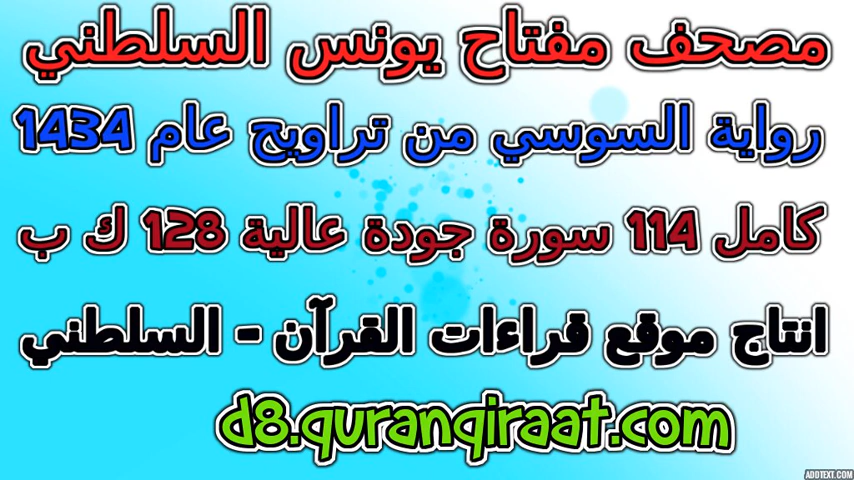 مصحف مفتاح يونس السلطني
رواية السوسي من تراويح عام 1434
كامل 114 سورة جودة عالية 128 ك ب
انتاج موقع قراءات القرآن - السلطني
d8.quranqiraat.com
ADDTEXT.COM